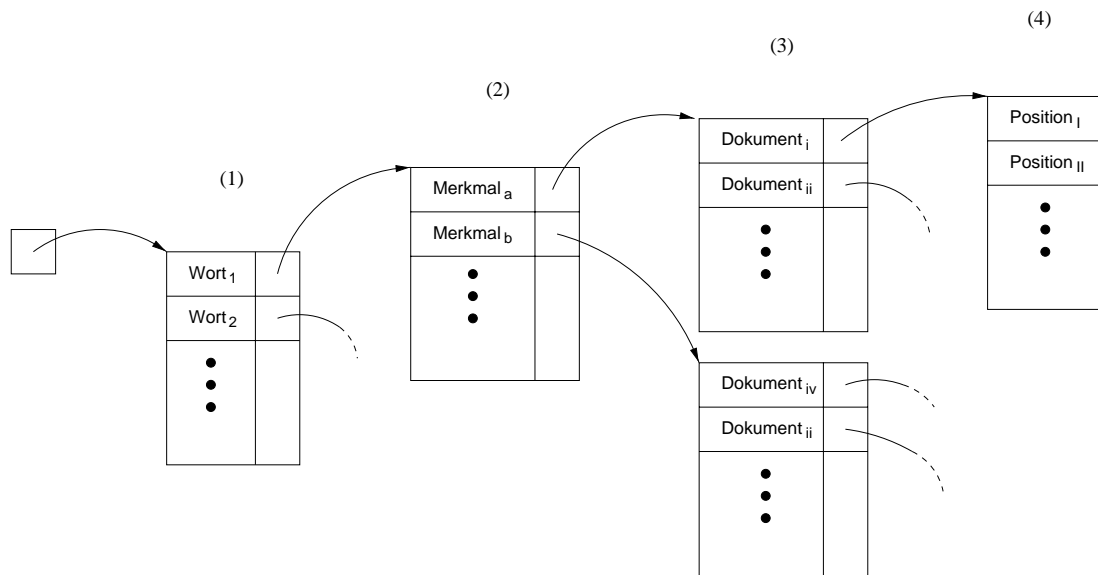 (1)
Wort 1
Wort 2
(2)
Merkmal a
Merkmal b
(3)
Dokument i
Dokument ii
Dokument iv
Dokument ii
(4)
Position I
Position II